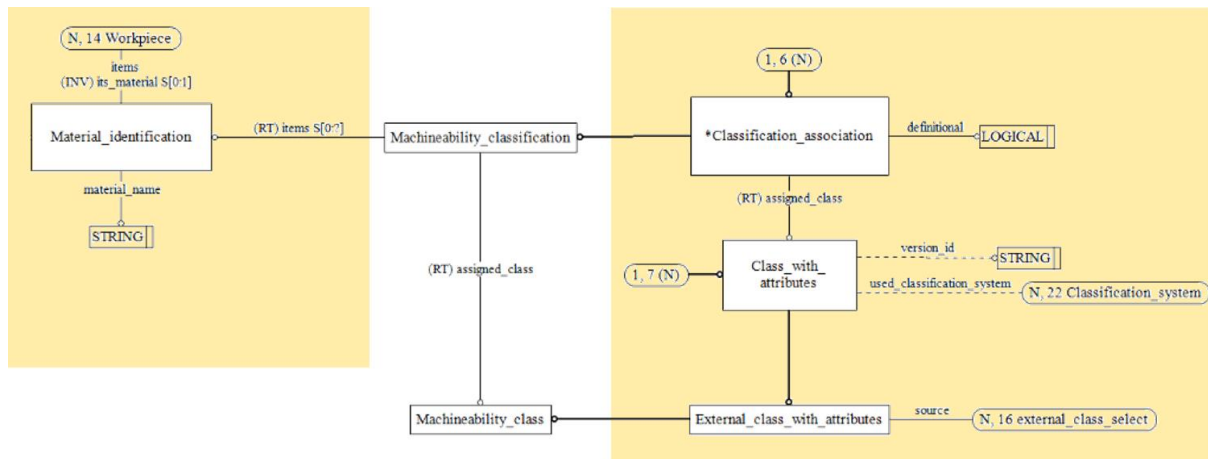 N, 14 Workpiece
items
(INV) its_material S[0:1]
Material_identification
(RT) items S[0:?]
material_name
STRING
Machineability_classification
(RT) assigned_class
Machineability_class
1, 6 (N)
*Classification_association
definitional
LOGICAL
(RT) assigned_class
1, 7 (N)
Class_with_
attributes
version_id
STRING
used_classification_system
N, 22 Classification_system
External_class_with_attributes
source
N, 16 external_class_select